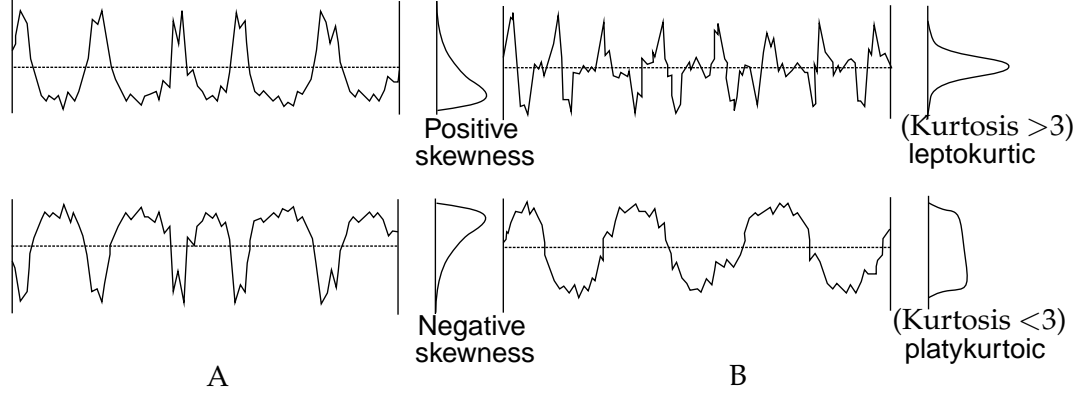 Positive
skewness
(Kurtosis >3)
leptokurtic
Negative
skewness
(Kurtosis <3)
platykurtoic
A
B